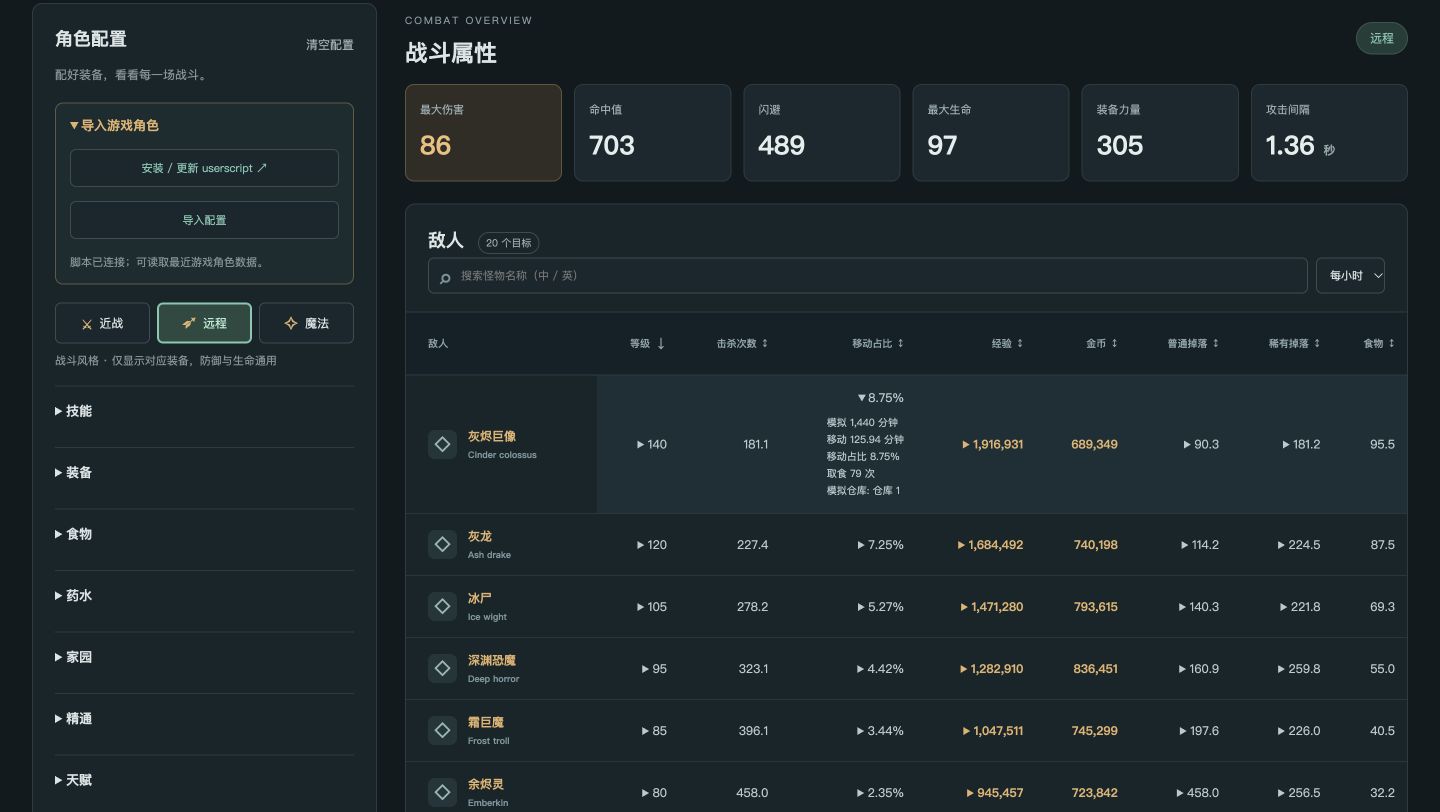 角色配置
清空配置
配好装备，看看每一场战斗。
▼导入游戏角色
安装 / 更新 userscript ↗
导入配置
脚本已连接；可读取最近游戏角色数据。
近战
远程
魔法
战斗风格 · 仅显示对应装备，防御与生命通用
▶ 技能
▶ 装备
▶ 食物
▶ 药水
▶ 家园
▶ 精通
▶ 天赋
COMBAT OVERVIEW
战斗属性
远程
最大伤害
86
命中值
703
闪避
489
最大生命
97
装备力量
305
攻击间隔
1.36 秒
敌人 20 个目标
搜索怪物名称（中 / 英）
每小时
敌人 等级 ↓ 击杀次数 ↕ 移动占比 ↕ 经验 ↕ 金币 ↕ 普通掉落 ↕ 稀有掉落 ↕ 食物 ↕
灰烬巨像
Cinder colossus
▶ 140
181.1
▼8.75%
模拟 1,440 分钟
移动 125.94 分钟
移动占比 8.75%
取食 79 次
模拟仓库: 仓库 1
▶ 1,916,931
689,349
▶ 90.3
▶ 181.2
95.5
灰龙
Ash drake
▶ 120 227.4 ▶ 7.25% ▶ 1,684,492 740,198 ▶ 114.2 ▶ 224.5 87.5
冰尸
Ice wight
▶ 105 278.2 ▶ 5.27% ▶ 1,471,280 793,615 ▶ 140.3 ▶ 221.8 69.3
深渊恐魔
Deep horror
▶ 95 323.1 ▶ 4.42% ▶ 1,282,910 836,451 ▶ 160.9 ▶ 259.8 55.0
霜巨魔
Frost troll
▶ 85 396.1 ▶ 3.44% ▶ 1,047,511 745,299 ▶ 197.6 ▶ 226.0 40.5
余烬灵
Emberkin
▶ 80 458.0 ▶ 2.35% ▶ 945,457 723,842 ▶ 458.0 ▶ 256.5 32.2